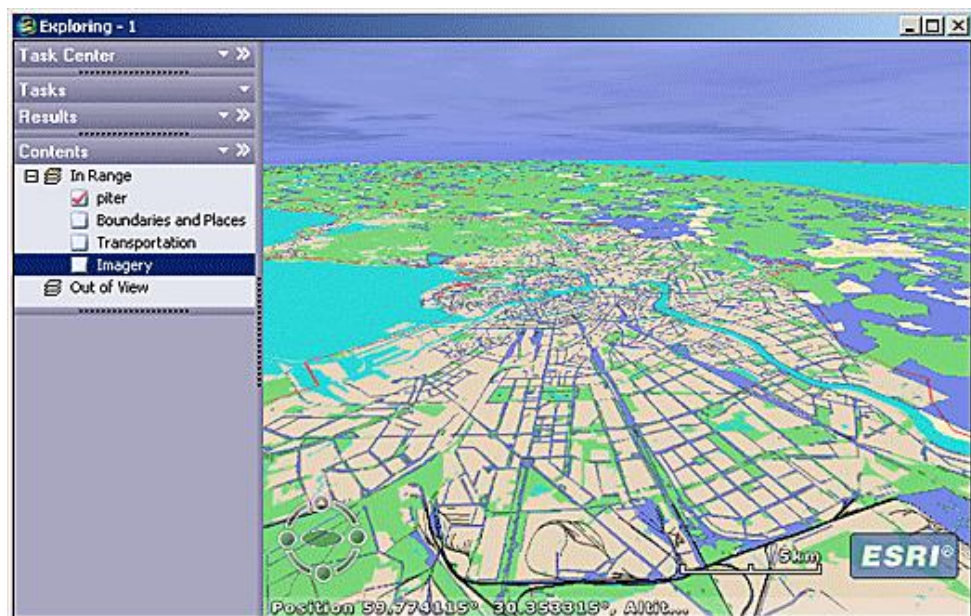 Exploring - 1
Task Center
Tasks
Results
Contents
In Range
piter
Boundaries and Places
Transportation
Imagery
Out of View
5km
ESRI®
Position 59.774115°, 30.353315°, Altit...